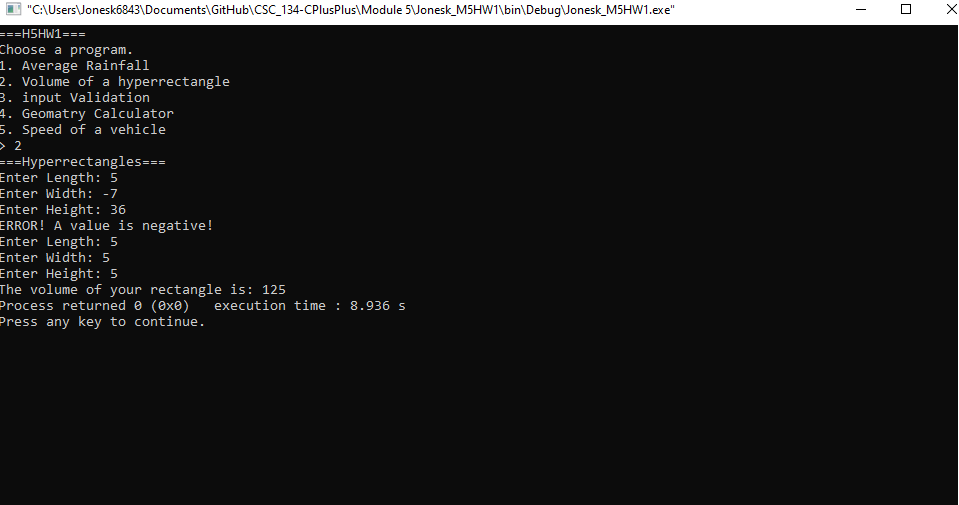 "C:\Users\Jonesk6843\Documents\GitHub\CSC_134-CPlusPlus\Module 5\Jonesk_M5HW1\bin\Debug\Jonesk_M5HW1.exe"
===H5HW1===
Choose a program.
1. Average Rainfall
2. Volume of a hyperrectangle
3. input Validation
4. Geomatry Calculator
5. Speed of a vehicle
> 2
===Hyperrectangles===
Enter Length: 5
Enter Width: -7
Enter Height: 36
ERROR! A value is negative!
Enter Length: 5
Enter Width: 5
Enter Height: 5
The volume of your rectangle is: 125
Process returned 0 (0x0)   execution time : 8.936 s
Press any key to continue.